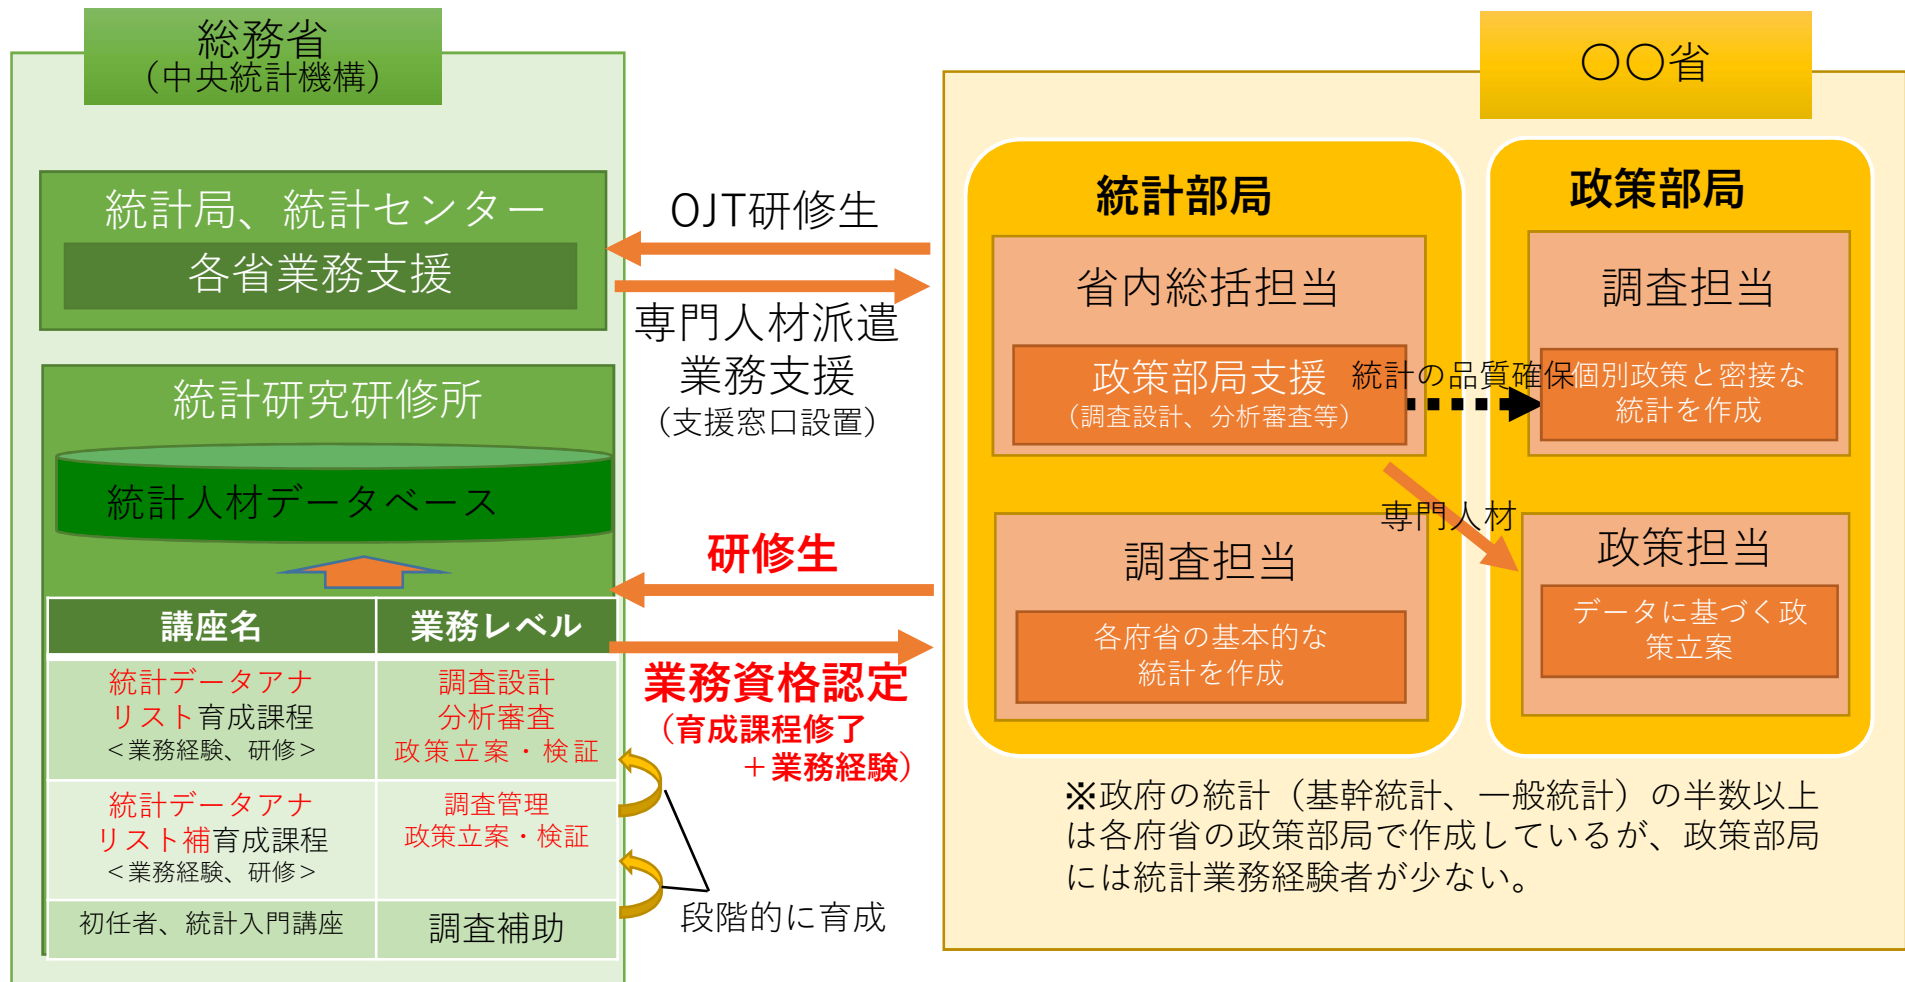 総務省
（中央統計機構）
統計局、統計センター
各省業務支援
統計研究研修所
統計人材データベース
講座名
業務レベル
統計データアナ
リスト育成課程
＜業務経験、研修＞
調査設計
分析審査
政策立案・検証
統計データアナ
リスト補育成課程
＜業務経験、研修＞
調査管理
政策立案・検証
初任者、統計入門講座
調査補助
OJT研修生
専門人材派遣
業務支援
（支援窓口設置）
研修生
業務資格認定
（育成課程修了
＋業務経験）
段階的に育成
〇〇省
統計部局
省内総括担当
政策部局支援
（調査設計、分析審査等）
調査担当
各府省の基本的な
統計を作成
統計の品質確保
専門人材
政策部局
調査担当
個別政策と密接な
統計を作成
政策担当
データに基づく政
策立案
※政府の統計（基幹統計、一般統計）の半数以上
は各府省の政策部局で作成しているが、政策部局
には統計業務経験者が少ない。